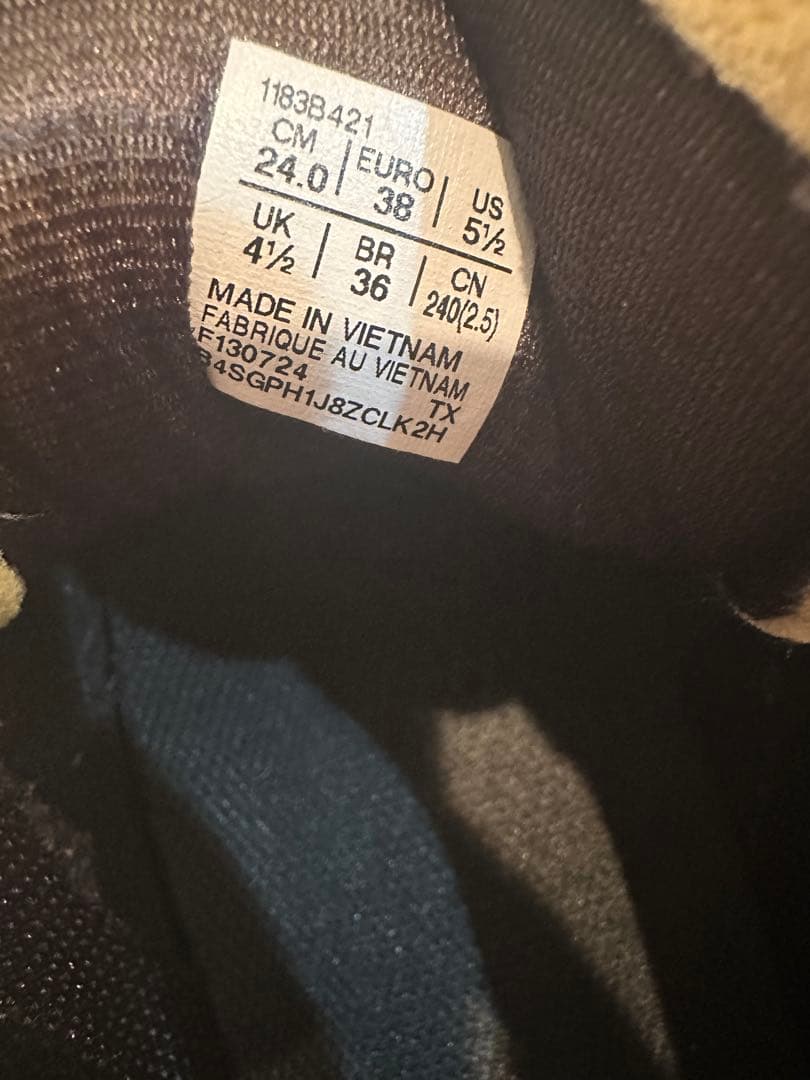 1183B421
CM EURO US
24.0 38 5½
UK BR CN
4½ 36 240(2.5)
MADE IN VIETNAM
FABRIQUE AU VIETNAM
F130724 TX
B4SGPH1J8ZCLK2H